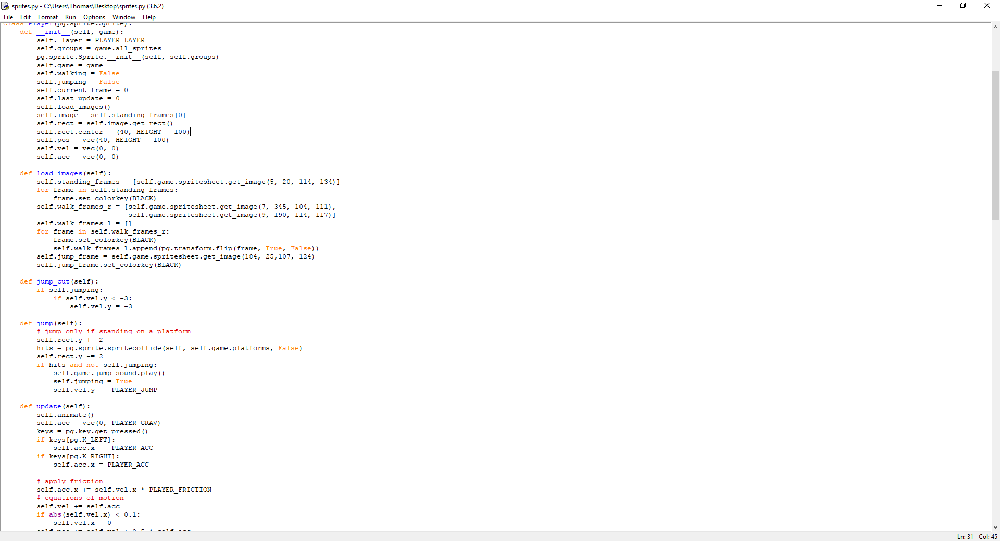 sprites.py - C:\Users\Thomas\Desktop\sprites.py (3.6.2)
File Edit Format Run Options Window Help
class Player(pg.sprite.Sprite):
    def __init__(self, game):
        self._layer = PLAYER_LAYER
        self.groups = game.all_sprites
        pg.sprite.Sprite.__init__(self, self.groups)
        self.game = game
        self.walking = False
        self.jumping = False
        self.current_frame = 0
        self.last_update = 0
        self.load_images()
        self.image = self.standing_frames[0]
        self.rect = self.image.get_rect()
        self.rect.center = (40, HEIGHT - 100)
        self.pos = vec(40, HEIGHT - 100)
        self.vel = vec(0, 0)
        self.acc = vec(0, 0)

    def load_images(self):
        self.standing_frames = [self.game.spritesheet.get_image(5, 20, 114, 134)]
        for frame in self.standing_frames:
            frame.set_colorkey(BLACK)
        self.walk_frames_r = [self.game.spritesheet.get_image(7, 345, 104, 111),
                              self.game.spritesheet.get_image(9, 190, 114, 117)]
        self.walk_frames_l = []
        for frame in self.walk_frames_r:
            frame.set_colorkey(BLACK)
            self.walk_frames_l.append(pg.transform.flip(frame, True, False))
        self.jump_frame = self.game.spritesheet.get_image(184, 25,107, 124)
        self.jump_frame.set_colorkey(BLACK)

    def jump_cut(self):
        if self.jumping:
            if self.vel.y < -3:
                self.vel.y = -3

    def jump(self):
        # jump only if standing on a platform
        self.rect.y += 2
        hits = pg.sprite.spritecollide(self, self.game.platforms, False)
        self.rect.y -= 2
        if hits and not self.jumping:
            self.game.jump_sound.play()
            self.jumping = True
            self.vel.y = -PLAYER_JUMP

    def update(self):
        self.animate()
        self.acc = vec(0, PLAYER_GRAV)
        keys = pg.key.get_pressed()
        if keys[pg.K_LEFT]:
            self.acc.x = -PLAYER_ACC
        if keys[pg.K_RIGHT]:
            self.acc.x = PLAYER_ACC

        # apply friction
        self.acc.x += self.vel.x * PLAYER_FRICTION
        # equations of motion
        self.vel += self.acc
        if abs(self.vel.x) < 0.1:
            self.vel.x = 0
        self.pos += self.vel + 0.5 * self.acc
Ln: 31 Col: 45